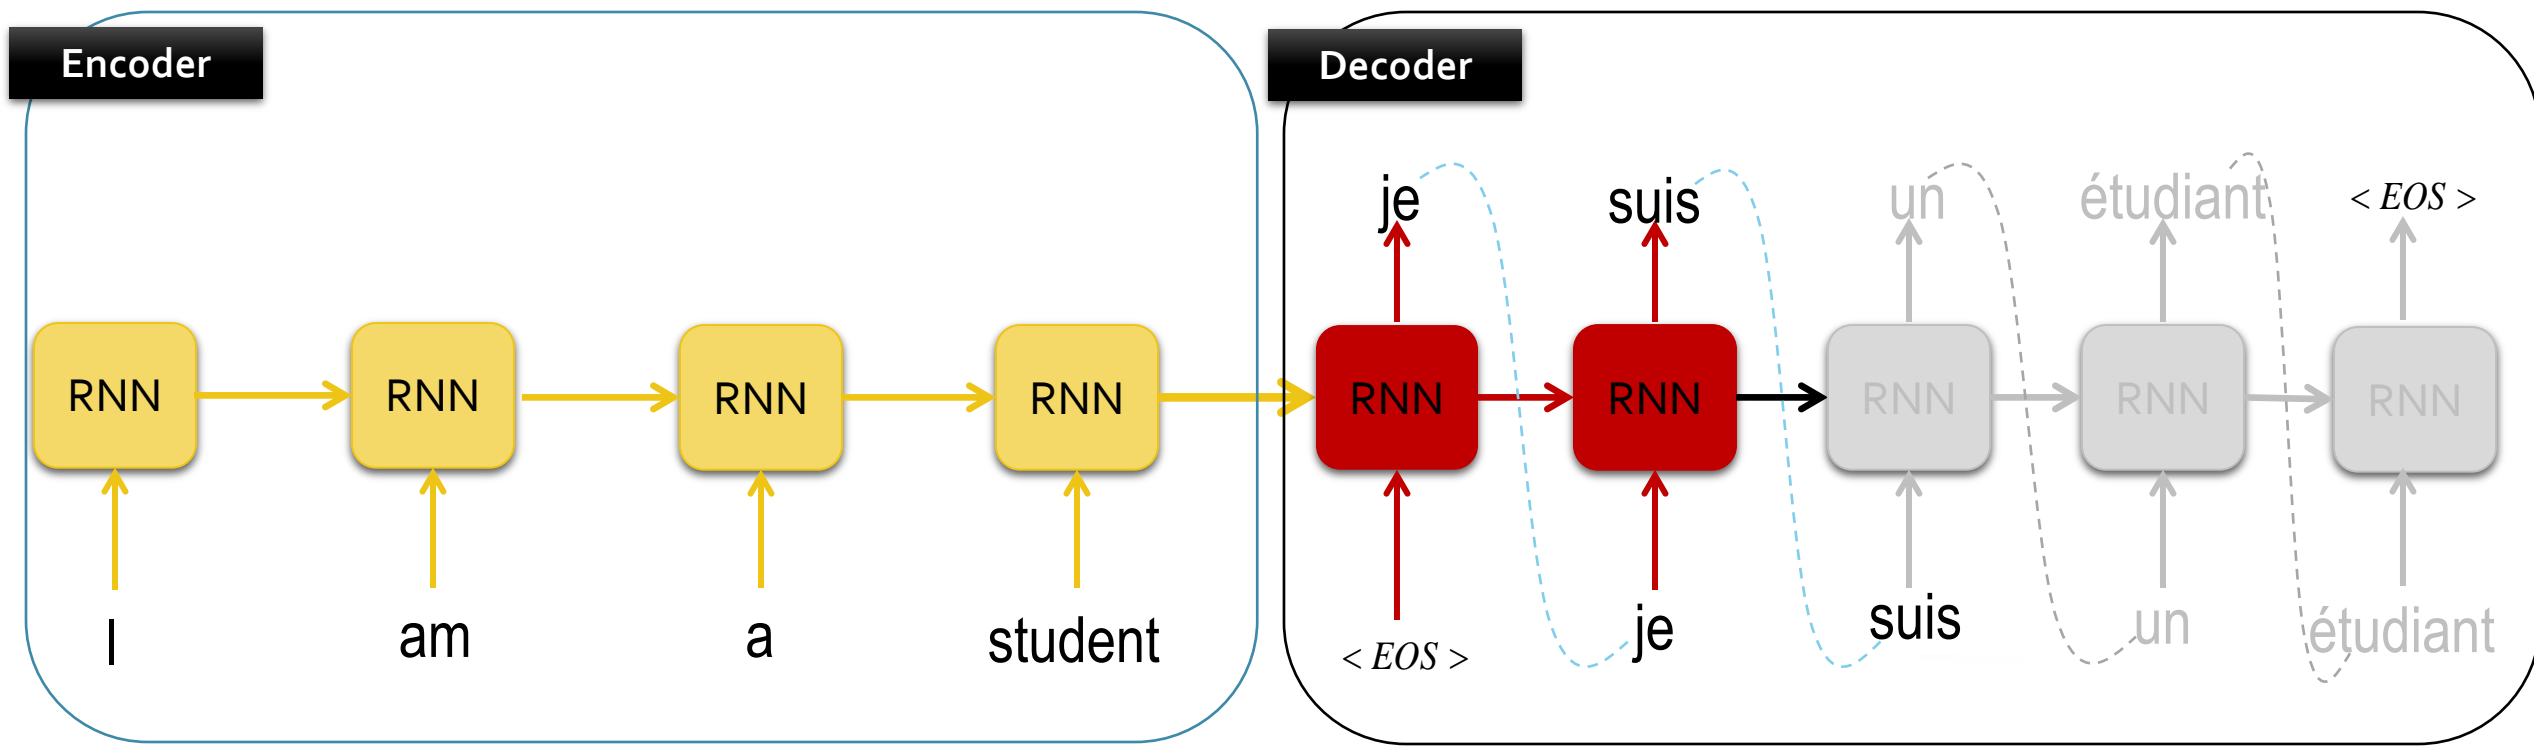 Encoder
Decoder
je suis un étudiant < EOS >
RNN RNN RNN RNN RNN RNN RNN RNN RNN
I am a student < EOS > je suis un étudiant